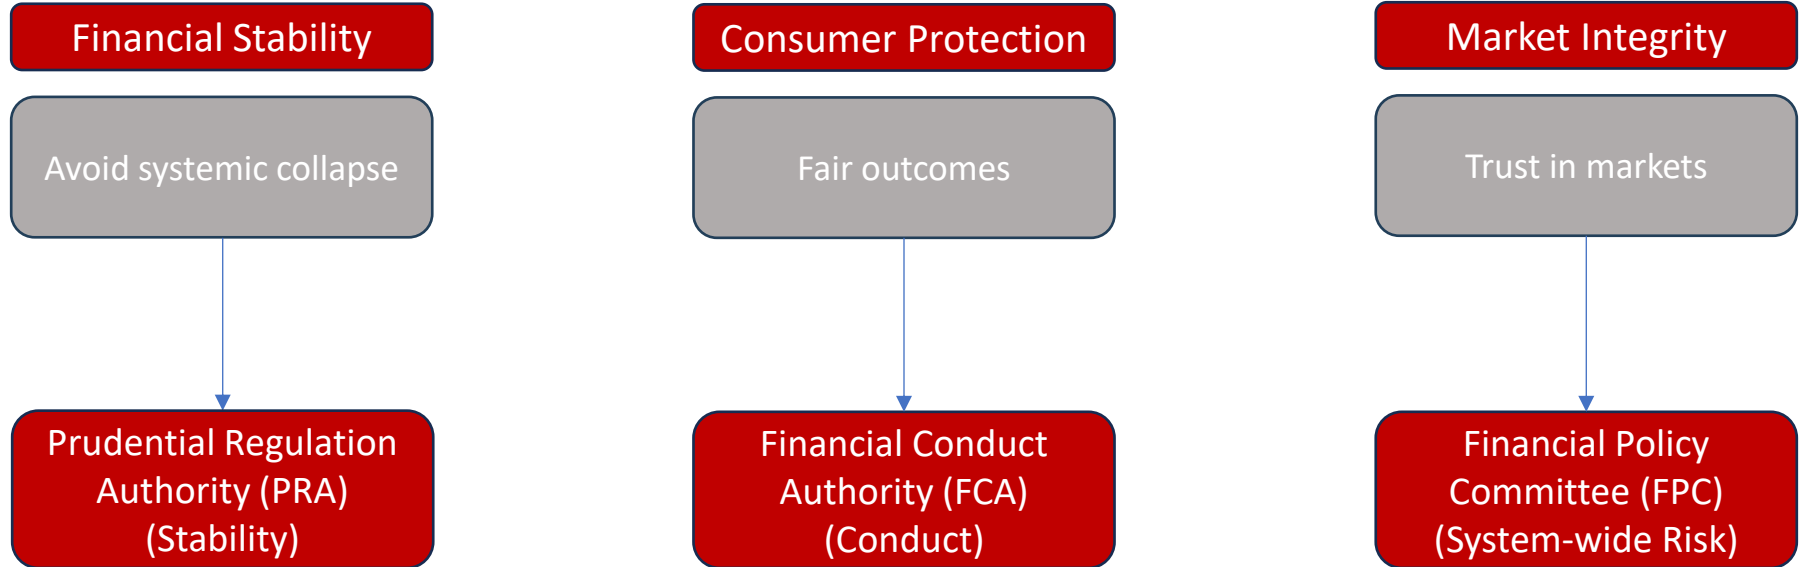 Financial Stability
Consumer Protection
Market Integrity
Avoid systemic collapse
Fair outcomes
Trust in markets
Prudential Regulation
Authority (PRA)
(Stability)
Financial Conduct
Authority (FCA)
(Conduct)
Financial Policy
Committee (FPC)
(System-wide Risk)